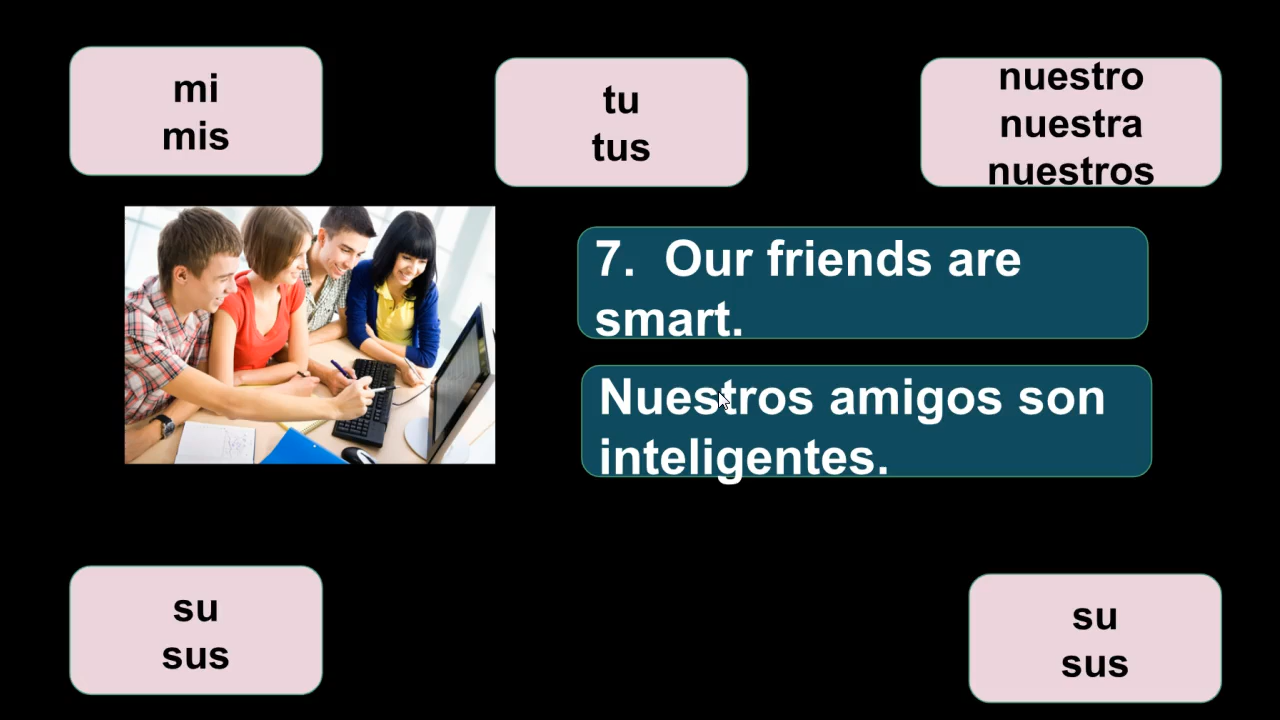 mi
mis
tu
tus
nuestro
nuestra
nuestros
7. Our friends are
smart.
Nuestros amigos son
inteligentes.
su
sus
su
sus